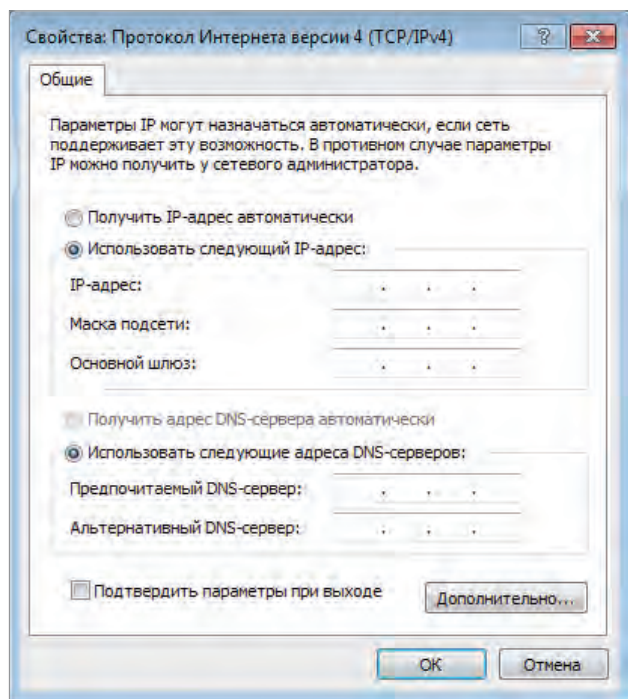 Свойства: Протокол Интернета версии 4 (TCP/IPv4)
Общие
Параметры IP могут назначаться автоматически, если сеть
поддерживает эту возможность. В противном случае параметры
IP можно получить у сетевого администратора.
Получить IP-адрес автоматически
Использовать следующий IP-адрес:
IP-адрес: . . .
Маска подсети: . . .
Основной шлюз: . . .
Получить адрес DNS-сервера автоматически
Использовать следующие адреса DNS-серверов:
Предпочитаемый DNS-сервер: . . .
Альтернативный DNS-сервер: . . .
Подтвердить параметры при выходе
Дополнительно...
ОК Отмена